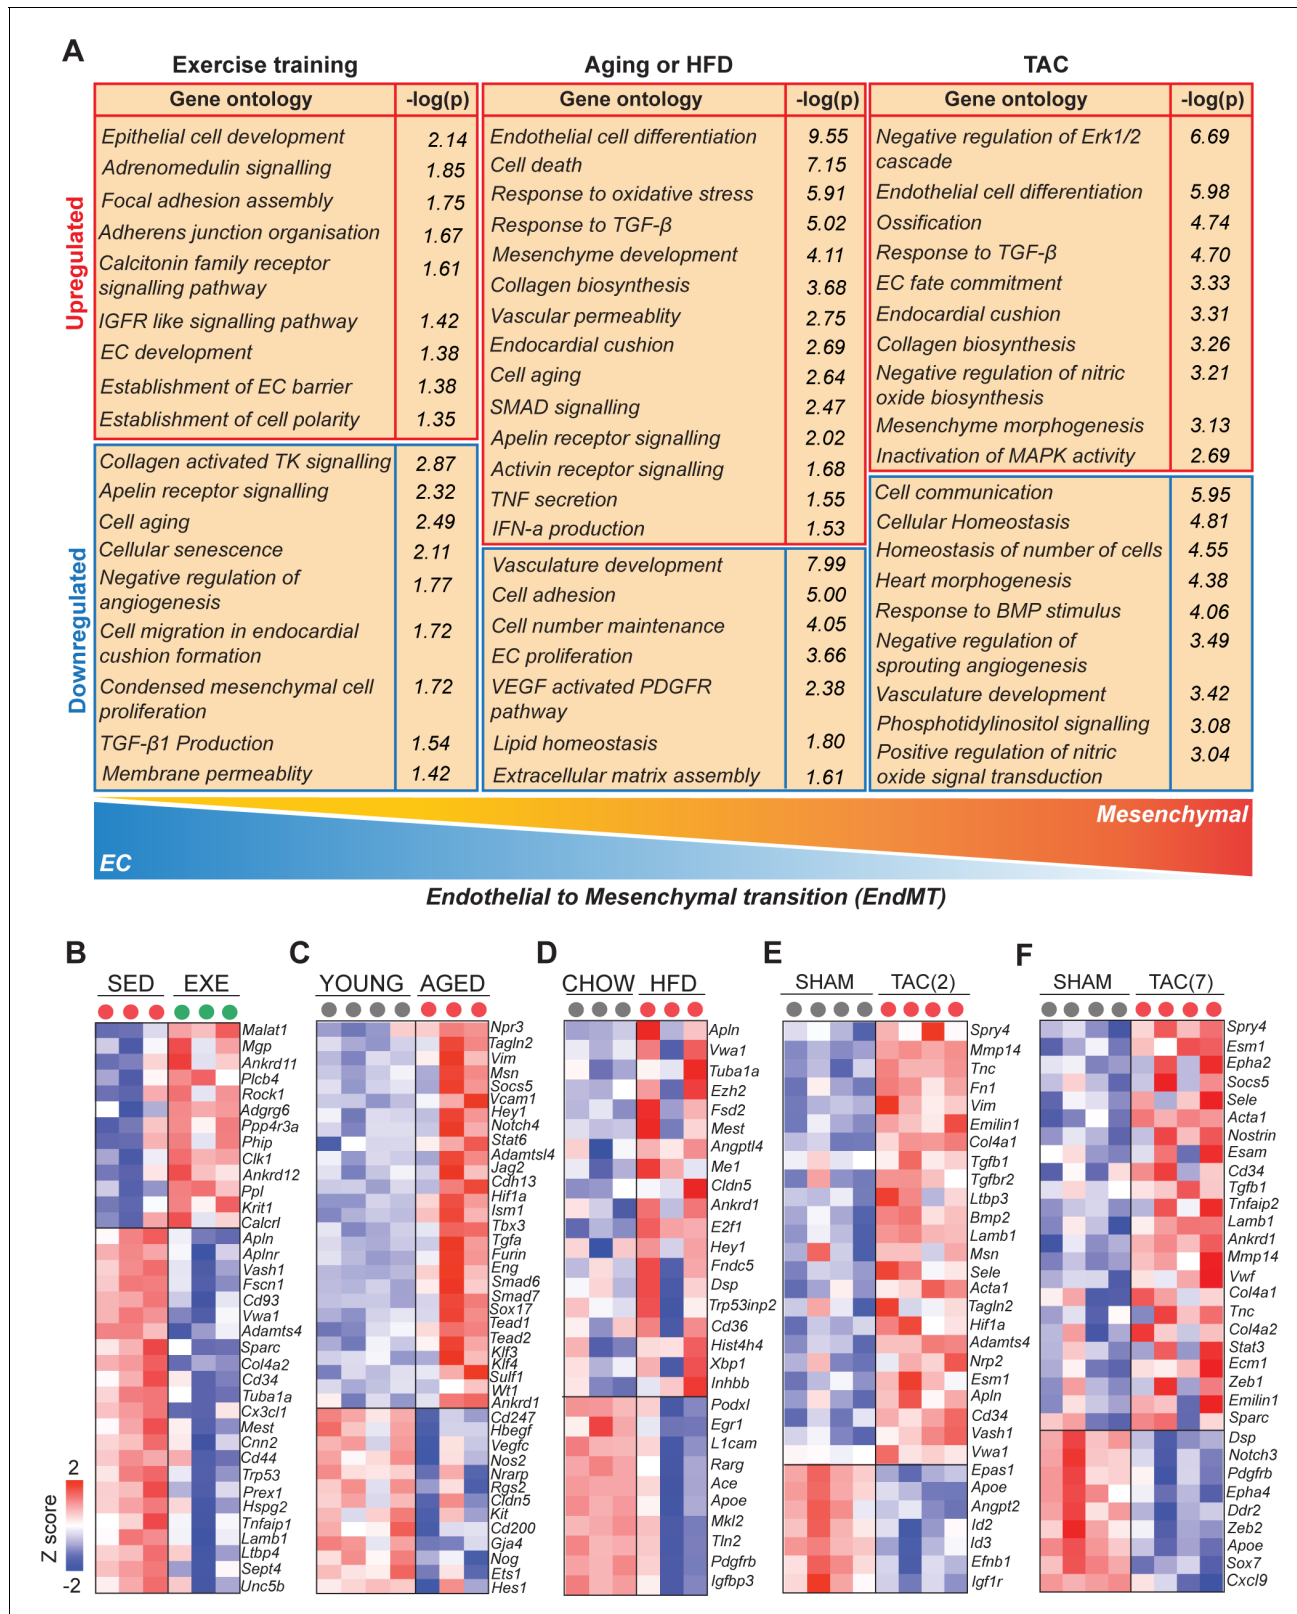 A
Exercise training
Aging or HFD
TAC
Gene ontology -log(p)
Gene ontology -log(p)
Gene ontology -log(p)
Upregulated
Epithelial cell development 2.14
Adrenomedulin signalling 1.85
Focal adhesion assembly 1.75
Adherens junction organisation 1.67
Calcitonin family receptor 1.61
signalling pathway
IGFR like signalling pathway 1.42
EC development 1.38
Establishment of EC barrier 1.38
Establishment of cell polarity 1.35
Downregulated
Collagen activated TK signalling 2.87
Apelin receptor signalling 2.32
Cell aging 2.49
Cellular senescence 2.11
Negative regulation of 1.77
angiogenesis
Cell migration in endocardial 1.72
cushion formation
Condensed mesenchymal cell 1.72
proliferation
TGF-β1 Production 1.54
Membrane permeablity 1.42
Endothelial cell differentiation 9.55
Cell death 7.15
Response to oxidative stress 5.91
Response to TGF-β 5.02
Mesenchyme development 4.11
Collagen biosynthesis 3.68
Vascular permeablity 2.75
Endocardial cushion 2.69
Cell aging 2.64
SMAD signalling 2.47
Apelin receptor signalling 2.02
Activin receptor signalling 1.68
TNF secretion 1.55
IFN-a production 1.53
Vasculature development 7.99
Cell adhesion 5.00
Cell number maintenance 4.05
EC proliferation 3.66
VEGF activated PDGFR 2.38
pathway
Lipid homeostasis 1.80
Extracellular matrix assembly 1.61
Negative regulation of Erk1/2 6.69
cascade
Endothelial cell differentiation 5.98
Ossification 4.74
Response to TGF-β 4.70
EC fate commitment 3.33
Endocardial cushion 3.31
Collagen biosynthesis 3.26
Negative regulation of nitric 3.21
oxide biosynthesis
Mesenchyme morphogenesis 3.13
Inactivation of MAPK activity 2.69
Cell communication 5.95
Cellular Homeostasis 4.81
Homeostasis of number of cells 4.55
Heart morphogenesis 4.38
Response to BMP stimulus 4.06
Negative regulation of 3.49
sprouting angiogenesis
Vasculature development 3.42
Phosphotidylinositol signalling 3.08
Positive regulation of nitric 3.04
oxide signal transduction
Mesenchymal
EC
Endothelial to Mesenchymal transition (EndMT)
B
SED EXE
Malat1
Mgp
Ankrd11
Plcb4
Rock1
Adgrg6
Ppp4r3a
Phip
Clk1
Ankrd12
Ppl
Krit1
Calcrl
Apln
Aplnr
Vash1
Fscn1
Cd93
Vwa1
Adamts4
Sparc
Col4a2
Cd34
Tuba1a
Cx3cl1
Mest
Cnn2
Cd44
Trp53
Prex1
Hspg2
Tnfaip1
Lamb1
Ltbp4
Sept4
Unc5b
2
Z score
-2
C
YOUNG AGED
Npr3
Tagln2
Vim
Msn
Socs5
Vcam1
Hey1
Notch4
Stat6
Adamtsl4
Jag2
Cdh13
Hif1a
Ism1
Tbx3
Tgfa
Furin
Eng
Smad6
Smad7
Sox17
Tead1
Tead2
Klf3
Klf4
Sulf1
Wt1
Ankrd1
Cd247
Hbegf
Vegfc
Nos2
Nrarp
Rgs2
Cldn5
Kit
Cd200
Gja4
Nog
Ets1
Hes1
D
CHOW HFD
Apln
Vwa1
Tuba1a
Ezh2
Fsd2
Mest
Angptl4
Me1
Cldn5
Ankrd1
E2f1
Hey1
Fndc5
Dsp
Trp53inp2
Cd36
Hist4h4
Xbp1
Inhbb
Podxl
Egr1
L1cam
Rarg
Ace
Apoe
Mkl2
Tln2
Pdgfrb
Igfbp3
E
SHAM TAC(2)
Spry4
Mmp14
Tnc
Fn1
Vim
Emilin1
Col4a1
Tgfb1
Tgfbr2
Ltbp3
Bmp2
Lamb1
Msn
Sele
Acta1
Tagln2
Hif1a
Adamts4
Nrp2
Esm1
Apln
Cd34
Vash1
Vwa1
Epas1
Apoe
Angpt2
Id2
Id3
Efnb1
Igf1r
F
SHAM TAC(7)
Spry4
Esm1
Epha2
Socs5
Sele
Acta1
Nostrin
Esam
Cd34
Tgfb1
Tnfaip2
Lamb1
Ankrd1
Mmp14
Vwf
Col4a1
Tnc
Col4a2
Stat3
Ecm1
Zeb1
Emilin1
Sparc
Dsp
Notch3
Pdgfrb
Epha4
Ddr2
Zeb2
Apoe
Sox7
Cxcl9